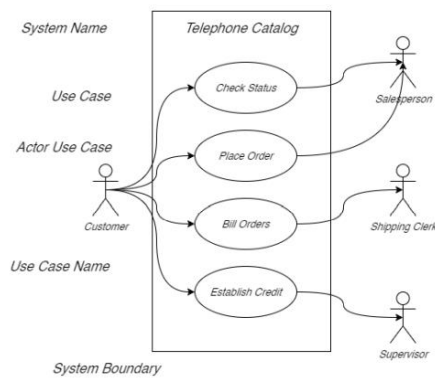 System Name
Telephone Catalog
Use Case
Check Status
Salesperson
Actor Use Case
Place Order
Customer
Bill Orders
Shipping Clerk
Use Case Name
Establish Credit
Supervisor
System Boundary